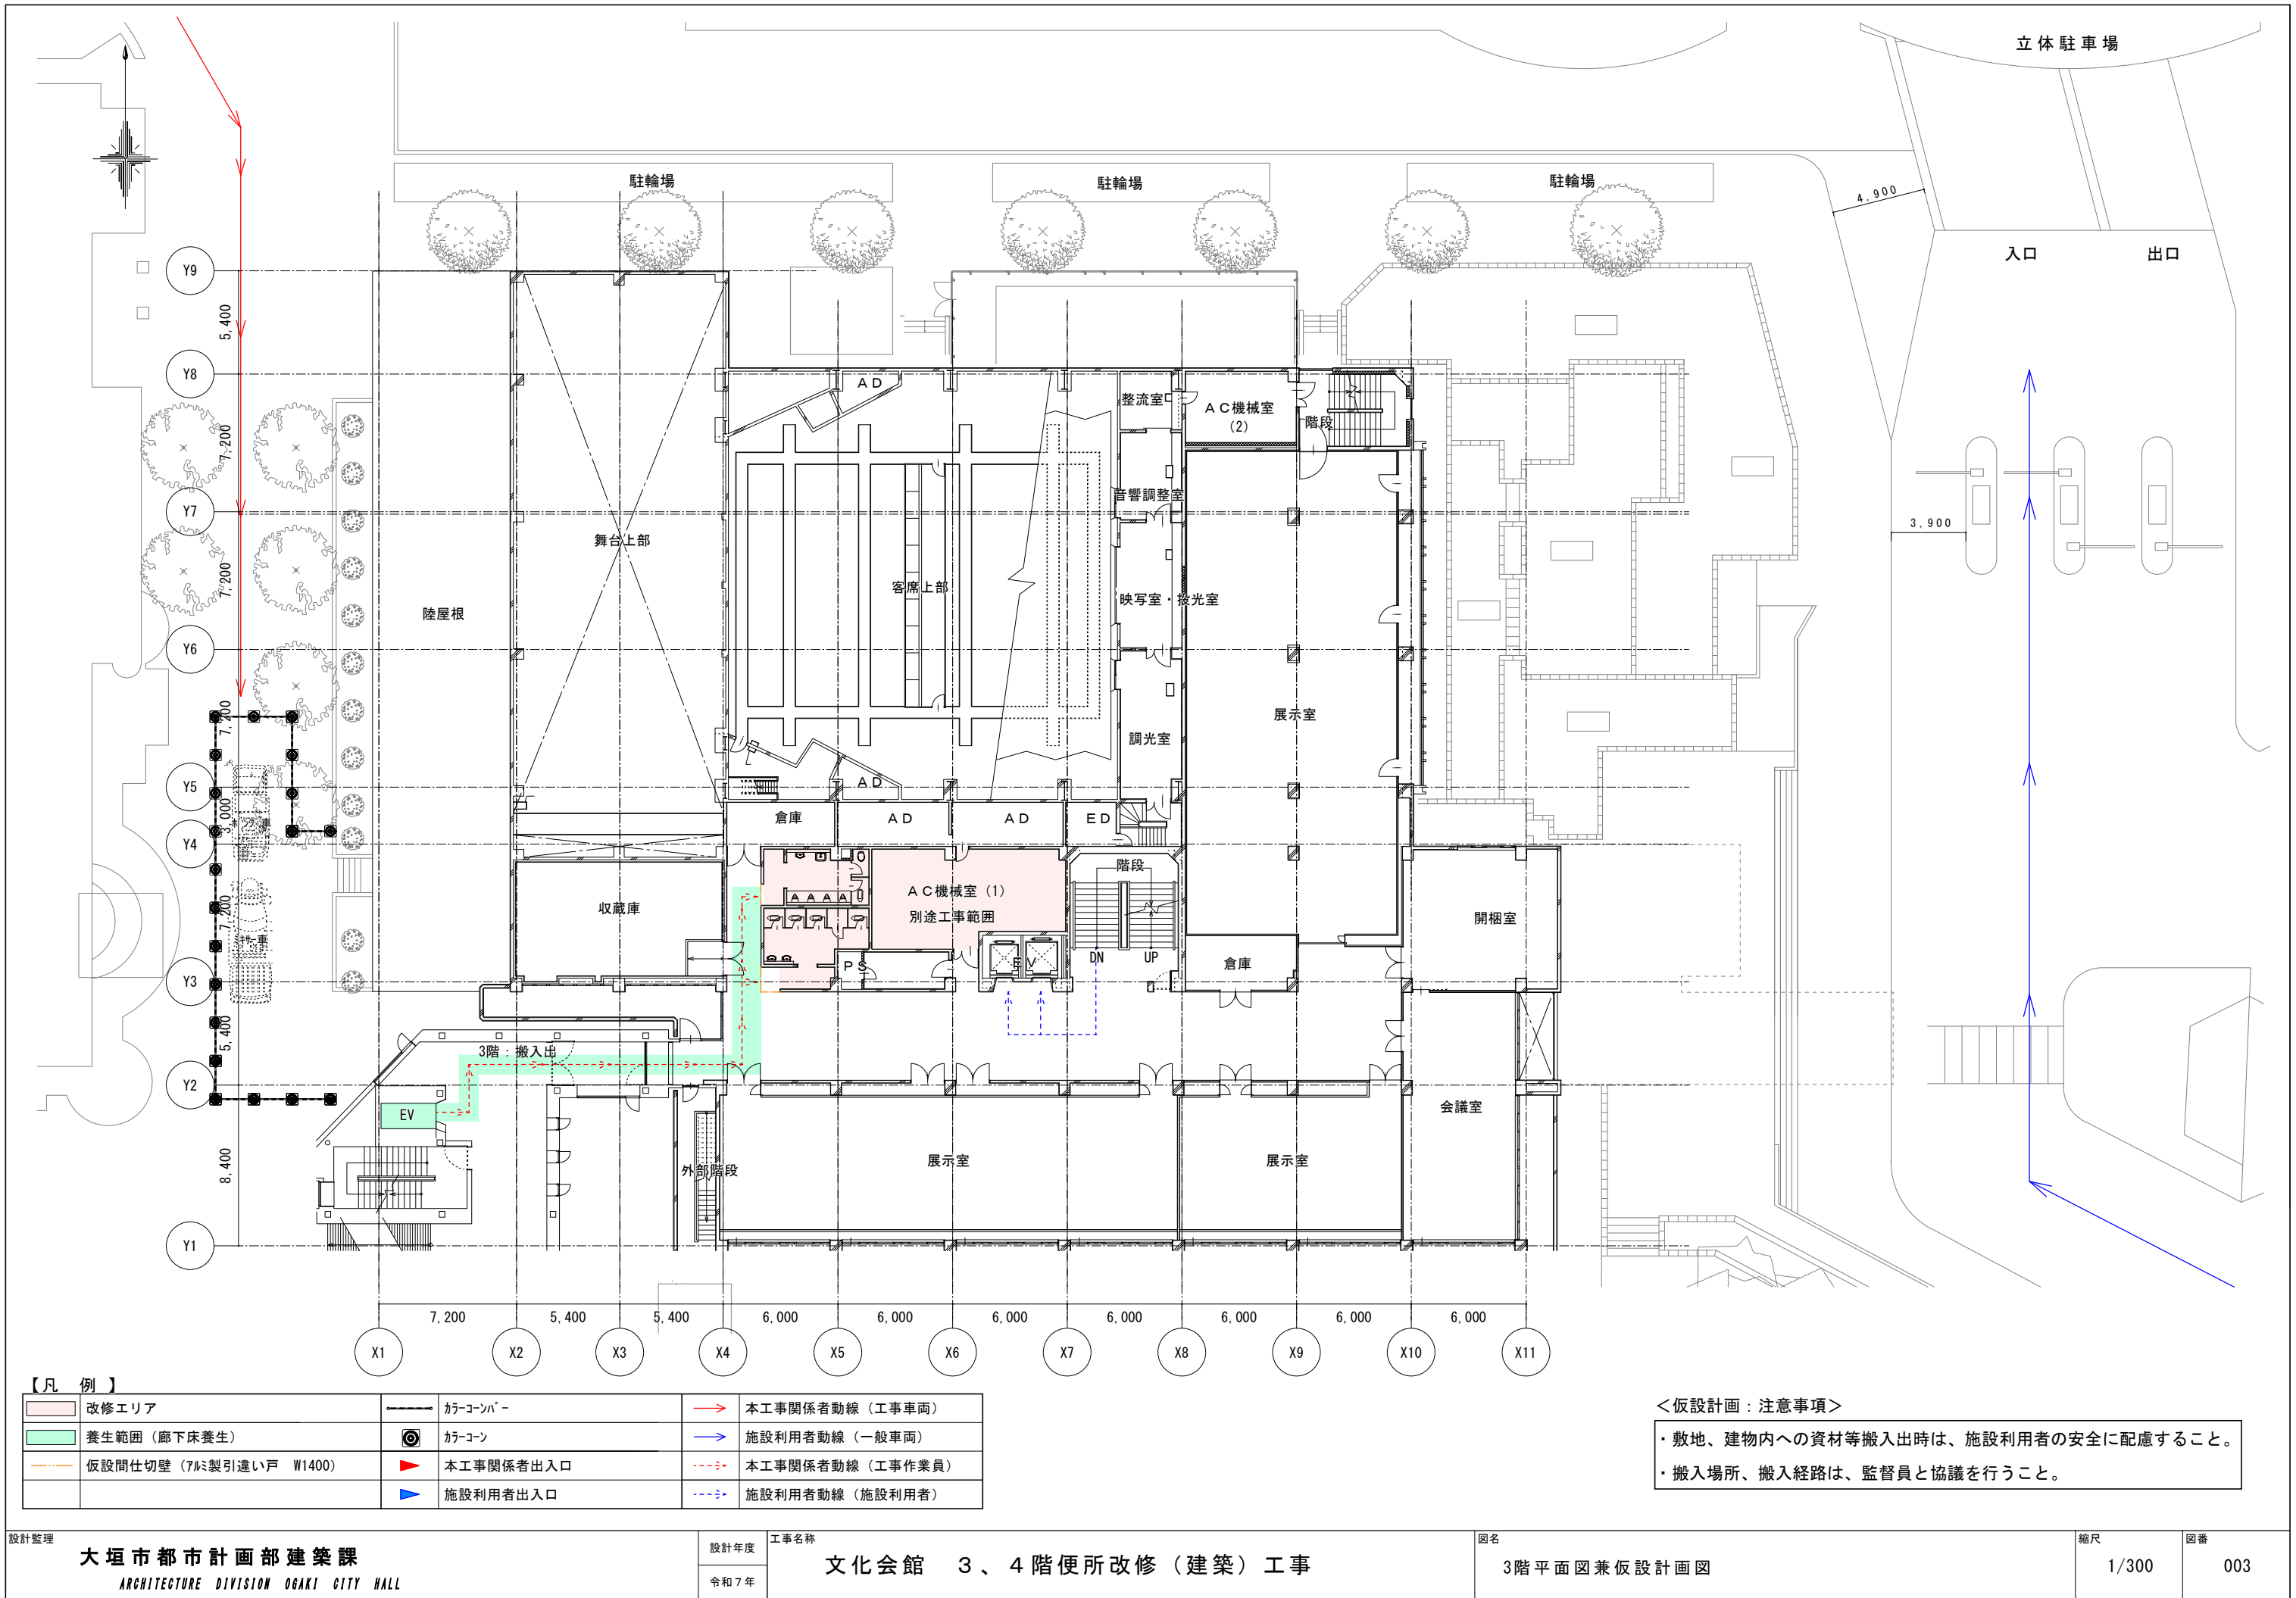 立体駐車場
駐輪場
駐輪場
駐輪場
4,900
入口
出口
Y9
5,400
Y8
7,200
Y7
7,200
Y6
7,200
Y5
3,000
Y4
7,200
Y3
5,400
Y2
8,400
Y1
ポンプ車
ミキサー車
AD
整流室
AC機械室
(2)
階段
音響調整室
3,900
舞台上部
客席上部
映写室・投光室
陸屋根
展示室
調光室
AD
倉庫
AD
AD
ED
階段
AC機械室(1)
別途工事範囲
収蔵庫
開梱室
PS
EV
DN
UP
倉庫
3階:搬入出
EV
会議室
外部階段
展示室
展示室
7,200
5,400
5,400
6,000
6,000
6,000
6,000
6,000
6,000
6,000
X1
X2
X3
X4
X5
X6
X7
X8
X9
X10
X11
【凡 例】
改修エリア
カラーコーンバー
本工事関係者動線(工事車両)
養生範囲(廊下床養生)
カラーコーン
施設利用者動線(一般車両)
仮設間仕切壁(アルミ製引違い戸 W1400)
本工事関係者出入口
本工事関係者動線(工事作業員)
施設利用者出入口
施設利用者動線(施設利用者)
<仮設計画:注意事項>
・敷地、建物内への資材等搬入出時は、施設利用者の安全に配慮すること。
・搬入場所、搬入経路は、監督員と協議を行うこと。
設計監理
大垣市都市計画部建築課
ARCHITECTURE DIVISION OGAKI CITY HALL
設計年度
令和7年
工事名称
文化会館 3、4階便所改修(建築)工事
図名
3階平面図兼仮設計画図
縮尺
1/300
図番
003